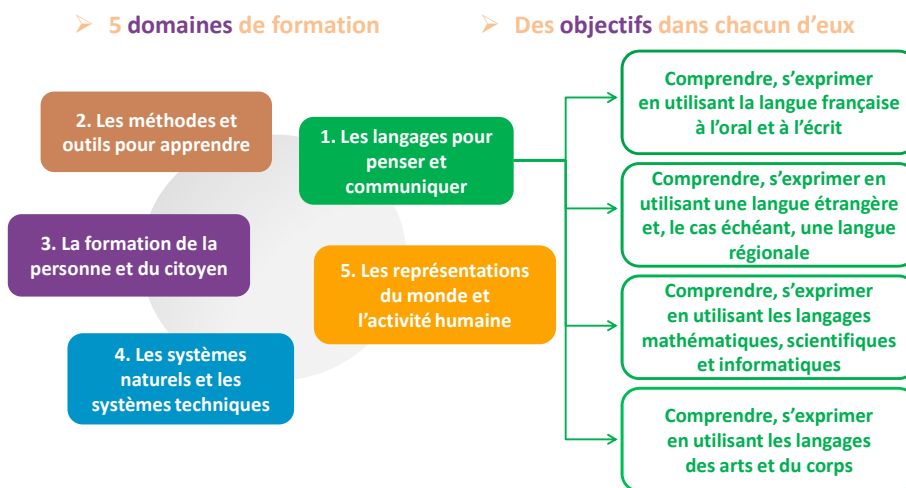 ➢ 5 domaines de formation
➢ Des objectifs dans chacun d'eux
2. Les méthodes et
outils pour apprendre
1. Les langages pour
penser et
communiquer
3. La formation de la
personne et du citoyen
5. Les représentations
du monde et
l'activité humaine
4. Les systèmes
naturels et les
systèmes techniques
Comprendre, s'exprimer
en utilisant la langue française
à l'oral et à l'écrit
Comprendre, s'exprimer en
utilisant une langue étrangère
et, le cas échéant, une langue
régionale
Comprendre, s'exprimer
en utilisant les langages
mathématiques, scientifiques
et informatiques
Comprendre, s'exprimer
en utilisant les langages
des arts et du corps